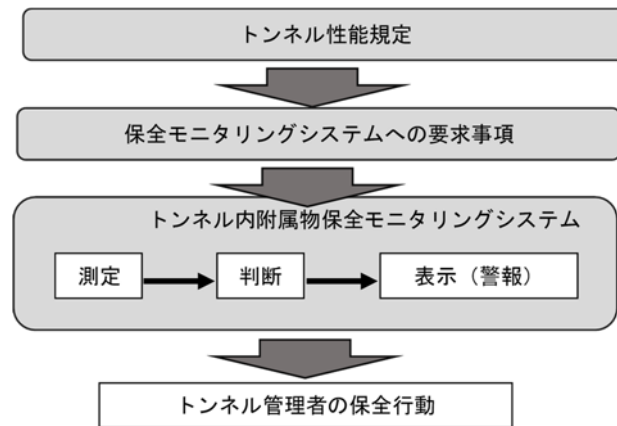 トンネル性能規定
保全モニタリングシステムへの要求事項
トンネル内附属物保全モニタリングシステム
測定
判断
表示（警報）
トンネル管理者の保全行動